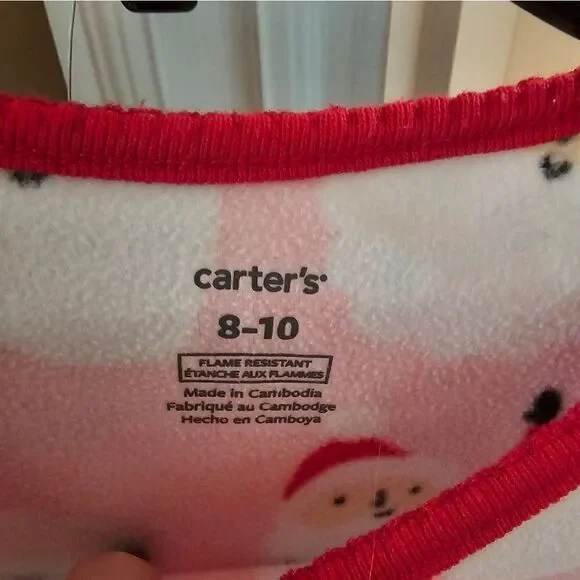 carter's
8-10
FLAME RESISTANT
ÉTANCHE AUX FLAMMES
Made in Cambodia
Fabriqué au Cambodge
Hecho en Camboya